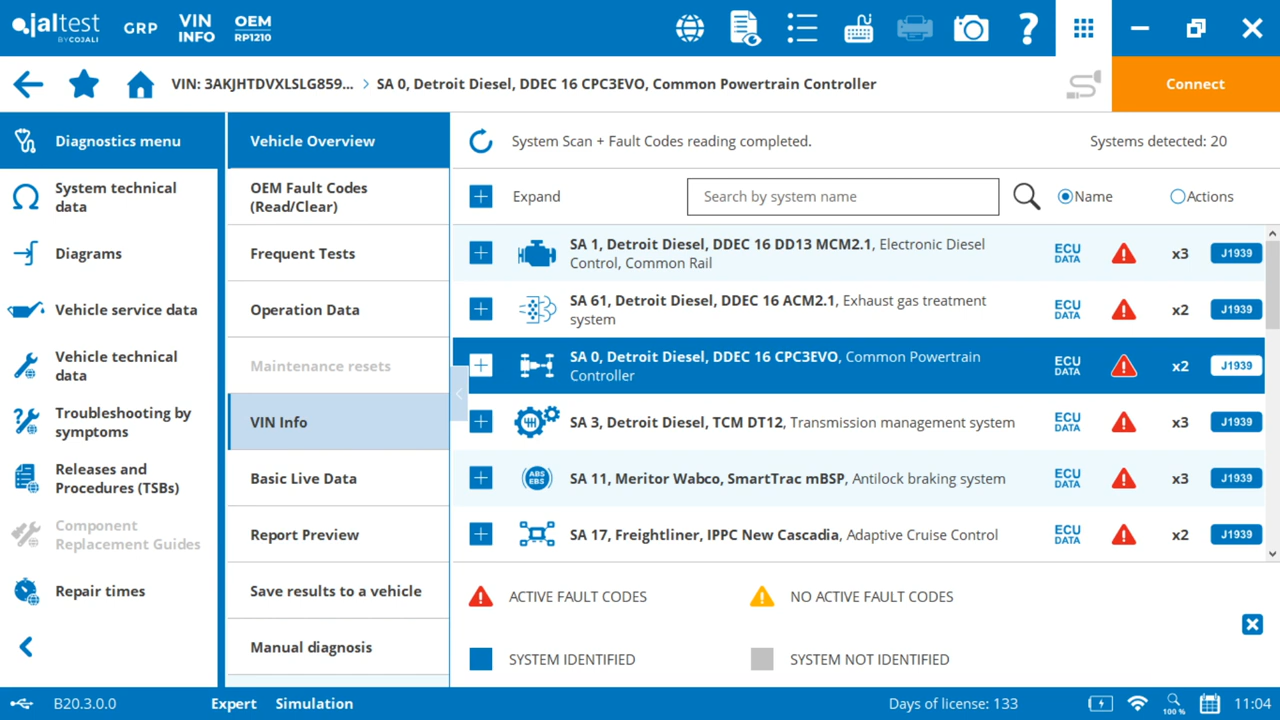 jaltest
BY COJALI
GRP
VIN
INFO
OEM
RP1210
VIN: 3AKJHTDVXLSLG859... > SA 0, Detroit Diesel, DDEC 16 CPC3EVO, Common Powertrain Controller
Connect
Diagnostics menu
System technical
data
Diagrams
Vehicle service data
Vehicle technical
data
Troubleshooting by
symptoms
Releases and
Procedures (TSBs)
Component
Replacement Guides
Repair times
Vehicle Overview
OEM Fault Codes
(Read/Clear)
Frequent Tests
Operation Data
Maintenance resets
VIN Info
Basic Live Data
Report Preview
Save results to a vehicle
Manual diagnosis
System Scan + Fault Codes reading completed.
Systems detected: 20
Expand
Search by system name
Name
Actions
SA 1, Detroit Diesel, DDEC 16 DD13 MCM2.1, Electronic Diesel
Control, Common Rail
ECU
DATA
x3
J1939
SA 61, Detroit Diesel, DDEC 16 ACM2.1, Exhaust gas treatment
system
ECU
DATA
x2
J1939
SA 0, Detroit Diesel, DDEC 16 CPC3EVO, Common Powertrain
Controller
ECU
DATA
x2
J1939
SA 3, Detroit Diesel, TCM DT12, Transmission management system
ECU
DATA
x3
J1939
ABS
EBS
SA 11, Meritor Wabco, SmartTrac mBSP, Antilock braking system
ECU
DATA
x3
J1939
SA 17, Freightliner, IPPC New Cascadia, Adaptive Cruise Control
ECU
DATA
x2
J1939
ACTIVE FAULT CODES
NO ACTIVE FAULT CODES
SYSTEM IDENTIFIED
SYSTEM NOT IDENTIFIED
B20.3.0.0
Expert
Simulation
Days of license: 133
100 %
11:04